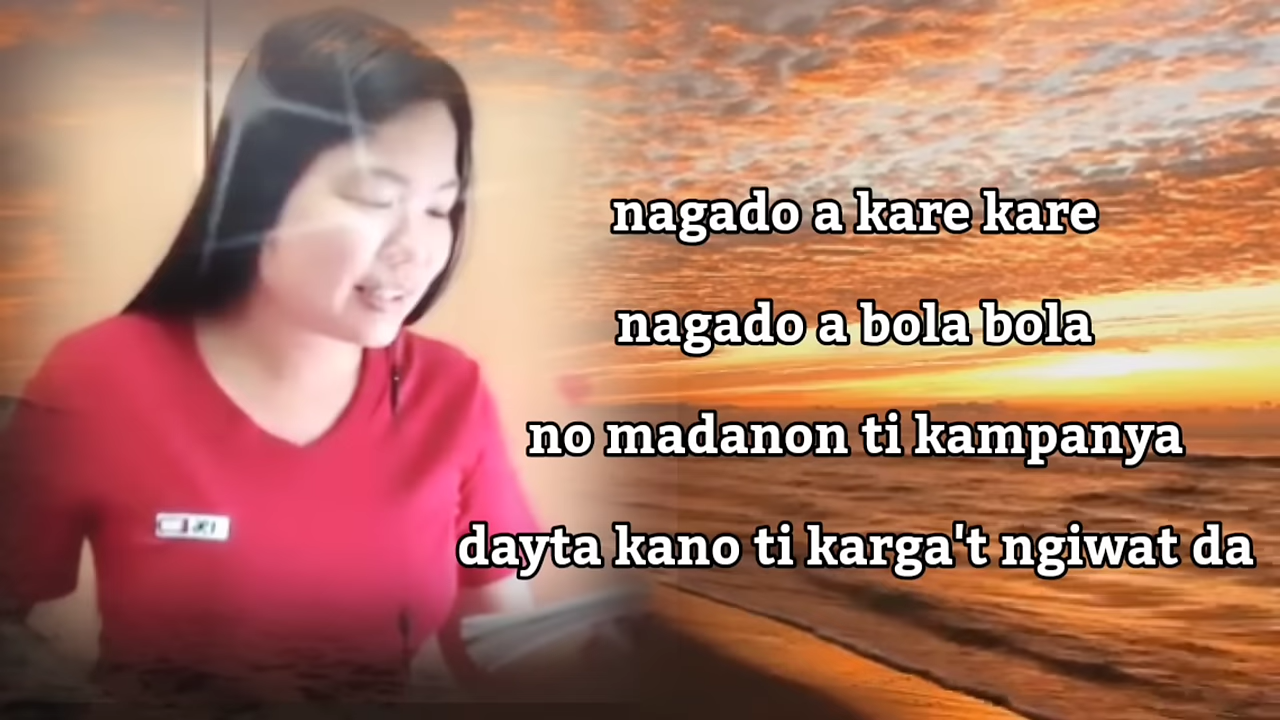 nagado a kare kare
nagado a bola bola
no madanon ti kampanya
dayta kano ti karga't ngiwat da